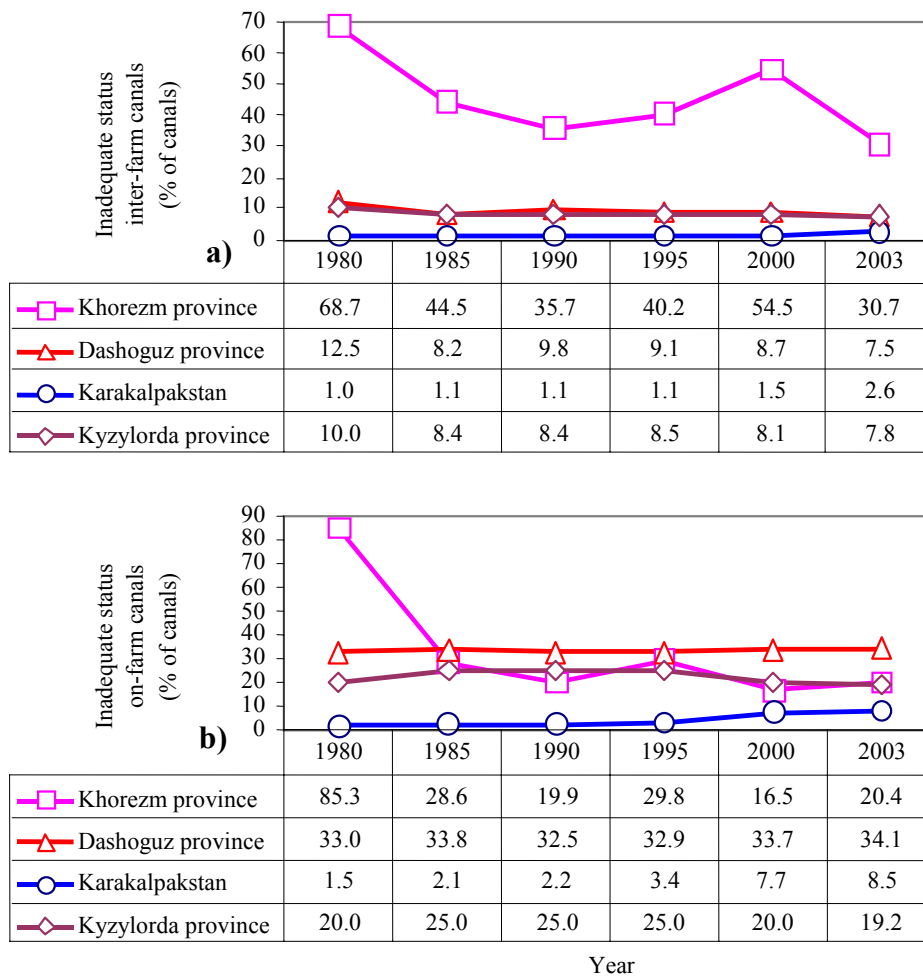 70
60
50
40
30
20
10
0
Inadequate status
inter-farm canals
(% of canals)
a)
1980 1985 1990 1995 2000 2003
Khorezm province 68.7 44.5 35.7 40.2 54.5 30.7
Dashoguz province 12.5 8.2 9.8 9.1 8.7 7.5
Karakalpakstan 1.0 1.1 1.1 1.1 1.5 2.6
Kyzylorda province 10.0 8.4 8.4 8.5 8.1 7.8
90
80
70
60
50
40
30
20
10
0
Inadequate status
on-farm canals
(% of canals)
b)
1980 1985 1990 1995 2000 2003
Khorezm province 85.3 28.6 19.9 29.8 16.5 20.4
Dashoguz province 33.0 33.8 32.5 32.9 33.7 34.1
Karakalpakstan 1.5 2.1 2.2 3.4 7.7 8.5
Kyzylorda province 20.0 25.0 25.0 25.0 20.0 19.2
Year